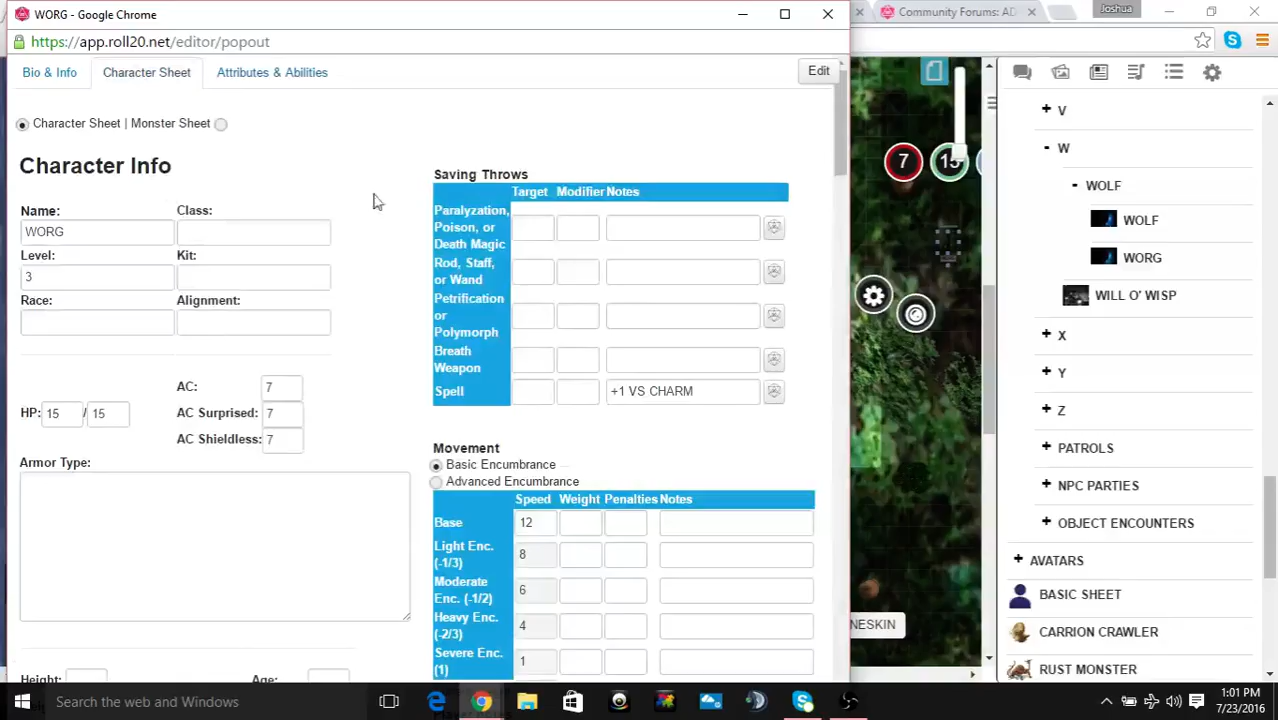 WORG - Google Chrome
https://app.roll20.net/editor/popout
Bio & Info
Character Sheet
Attributes & Abilities
Edit
Character Sheet | Monster Sheet
Character Info
Name:
Class:
WORG
Level:
Kit:
3
Race:
Alignment:
AC:
7
HP:
15
/
15
AC Surprised:
7
AC Shieldless:
7
Armor Type:
Height:
Age:
Saving Throws
Target
Modifier
Notes
Paralyzation,
Poison, or
Death Magic
Rod, Staff,
or Wand
Petrification
or
Polymorph
Breath
Weapon
Spell
+1 VS CHARM
Movement
Basic Encumbrance
Advanced Encumbrance
Speed
Weight
Penalties
Notes
Base
12
Light Enc.
(-1/3)
8
Moderate
Enc. (-1/2)
6
Heavy Enc.
(-2/3)
4
Severe Enc.
(1)
1
Community Forums: AD
Joshua
7
15
NESKIN
V
W
WOLF
WOLF
WORG
WILL O' WISP
X
Y
Z
PATROLS
NPC PARTIES
OBJECT ENCOUNTERS
AVATARS
BASIC SHEET
CARRION CRAWLER
RUST MONSTER
Search the web and Windows
1:01 PM
7/23/2016